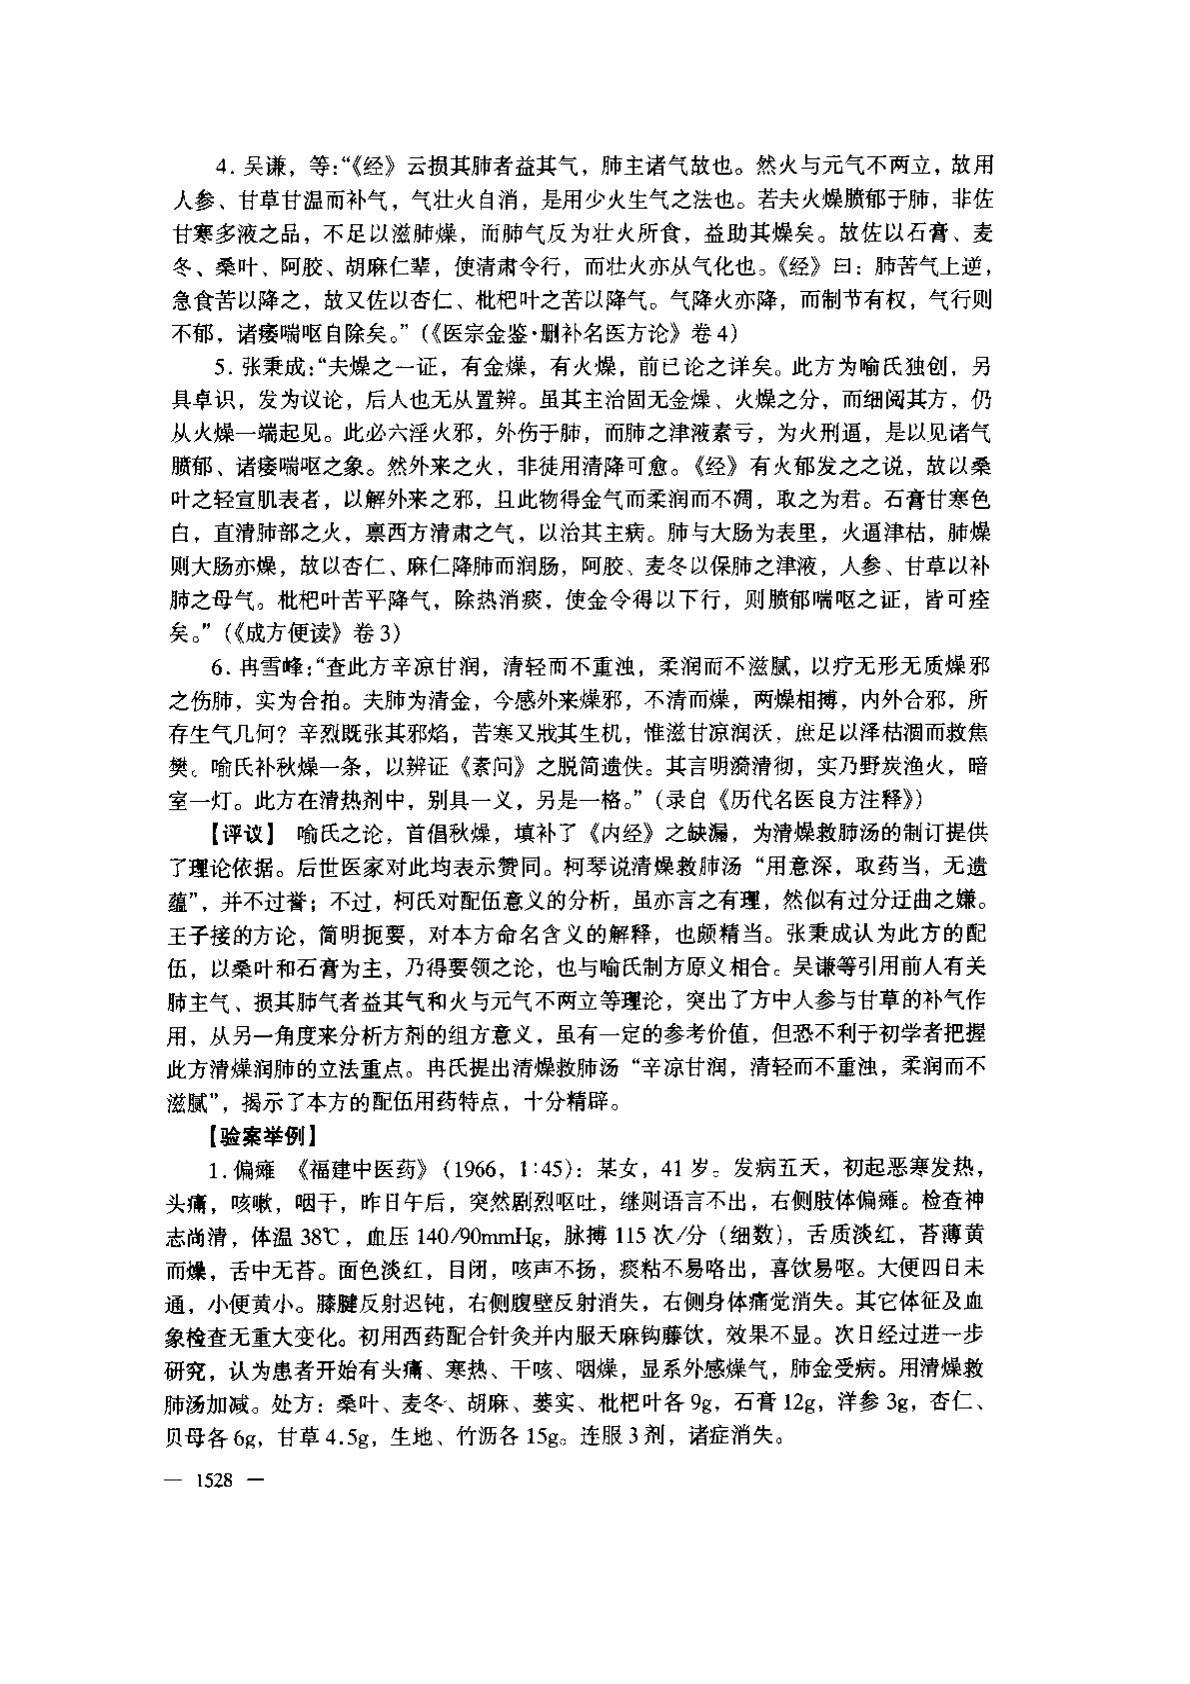 4. 吴谦，等：“《经》云损其肺者益其气，肺主诸气故也。然火与元气不两立，故用
人参、甘草甘温而补气，气壮火自消，是用少火生气之法也。若夫火燥膹郁于肺，非佐
甘寒多液之品，不足以滋肺燥，而肺气反为壮火所食，益助其燥矣。故佐以石膏、麦
冬、桑叶、阿胶、胡麻仁辈，使清肃令行，而壮火亦从气化也。《经》曰：肺苦气上逆，
急食苦以降之，故又佐以杏仁、枇杷叶之苦以降气。气降火亦降，而制节有权，气行则
不郁，诸痿喘呕自除矣。”（《医宗金鉴·删补名医方论》卷 4）
5. 张秉成：“夫燥之一证，有金燥，有火燥，前已论之详矣。此方为喻氏独创，另
具卓识，发为议论，后人也无从置辨。虽其主治固无金燥、火燥之分，而细阅其方，仍
从火燥一端起见。此必六淫火邪，外伤于肺，而肺之津液素亏，为火刑逼，是以见诸气
膹郁、诸痿喘呕之象。然外来之火，非徒用清降可愈。《经》有火郁发之之说，故以桑
叶之轻宣肌表者，以解外来之邪，且此物得金气而柔润而不凋，取之为君。石膏甘寒色
白，直清肺部之火，禀西方清肃之气，以治其主病。肺与大肠为表里，火逼津枯，肺燥
则大肠亦燥，故以杏仁、麻仁降肺而润肠，阿胶、麦冬以保肺之津液，人参、甘草以补
肺之母气。枇杷叶苦平降气，除热消痰，使金令得以下行，则膹郁喘呕之证，皆可痊
矣。”（《成方便读》卷 3）
6. 冉雪峰：“查此方辛凉甘润，清轻而不重浊，柔润而不滋腻，以疗无形无质燥邪
之伤肺，实为合拍。夫肺为清金，今感外来燥邪，不清而燥，两燥相搏，内外合邪，所
存生气几何？辛烈既张其邪焰，苦寒又戕其生机，惟滋甘凉润沃，庶足以泽枯涸而救焦
樊。喻氏补秋燥一条，以辨证《素问》之脱简遗佚。其言明漪清彻，实乃野炭渔火，暗
室一灯。此方在清热剂中，别具一义，另是一格。”（录自《历代名医良方注释》）
【评议】 喻氏之论，首倡秋燥，填补了《内经》之缺漏，为清燥救肺汤的制订提供
了理论依据。后世医家对此均表示赞同。柯琴说清燥救肺汤“用意深，取药当，无遗
蕴”，并不过誉；不过，柯氏对配伍意义的分析，虽亦言之有理，然似有过分迂曲之嫌。
王子接的方论，简明扼要，对本方命名含义的解释，也颇精当。张秉成认为此方的配
伍，以桑叶和石膏为主，乃得要领之论，也与喻氏制方原义相合。吴谦等引用前人有关
肺主气、损其肺气者益其气和火与元气不两立等理论，突出了方中人参与甘草的补气作
用，从另一角度来分析方剂的组方意义，虽有一定的参考价值，但恐不利于初学者把握
此方清燥润肺的立法重点。冉氏提出清燥救肺汤“辛凉甘润，清轻而不重浊，柔润而不
滋腻”，揭示了本方的配伍用药特点，十分精辟。
【验案举例】
1. 偏瘫 《福建中医药》（1966，1:45）：某女，41 岁。发病五天，初起恶寒发热，
头痛，咳嗽，咽干，昨日午后，突然剧烈呕吐，继则语言不出，右侧肢体偏瘫。检查神
志尚清，体温 38℃，血压 140/90mmHg，脉搏 115 次/分（细数），舌质淡红，苔薄黄
而燥，舌中无苔。面色淡红，目闭，咳声不扬，痰粘不易咯出，喜饮易呕。大便四日未
通，小便黄小。膝腱反射迟钝，右侧腹壁反射消失，右侧身体痛觉消失。其它体征及血
象检查无重大变化。初用西药配合针灸并内服天麻钩藤饮，效果不显。次日经过进一步
研究，认为患者开始有头痛、寒热、干咳、咽燥，显系外感燥气，肺金受病。用清燥救
肺汤加减。处方：桑叶、麦冬、胡麻、蒌实、枇杷叶各 9g，石膏 12g，洋参 3g，杏仁、
贝母各 6g，甘草 4.5g，生地、竹沥各 15g。连服 3 剂，诸症消失。
— 1528 —